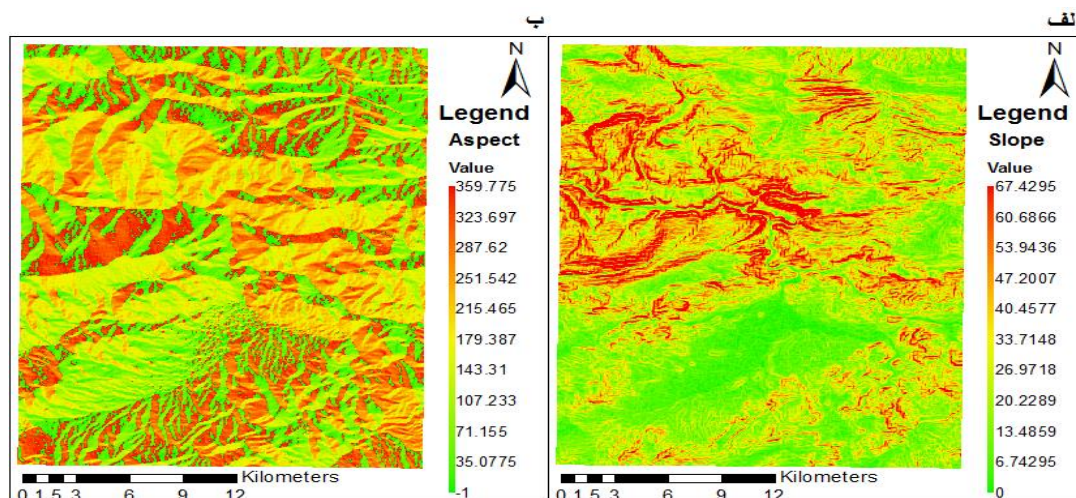 ب
N
Legend
Aspect
Value
359.775
323.697
287.62
251.542
215.465
179.387
143.31
107.233
71.155
35.0775
-1
Kilometers
0 1.5 3 6 9 12
لف
N
Legend
Slope
Value
67.4295
60.6866
53.9436
47.2007
40.4577
33.7148
26.9718
20.2289
13.4859
6.74295
0
Kilometers
0 1.5 3 6 9 12